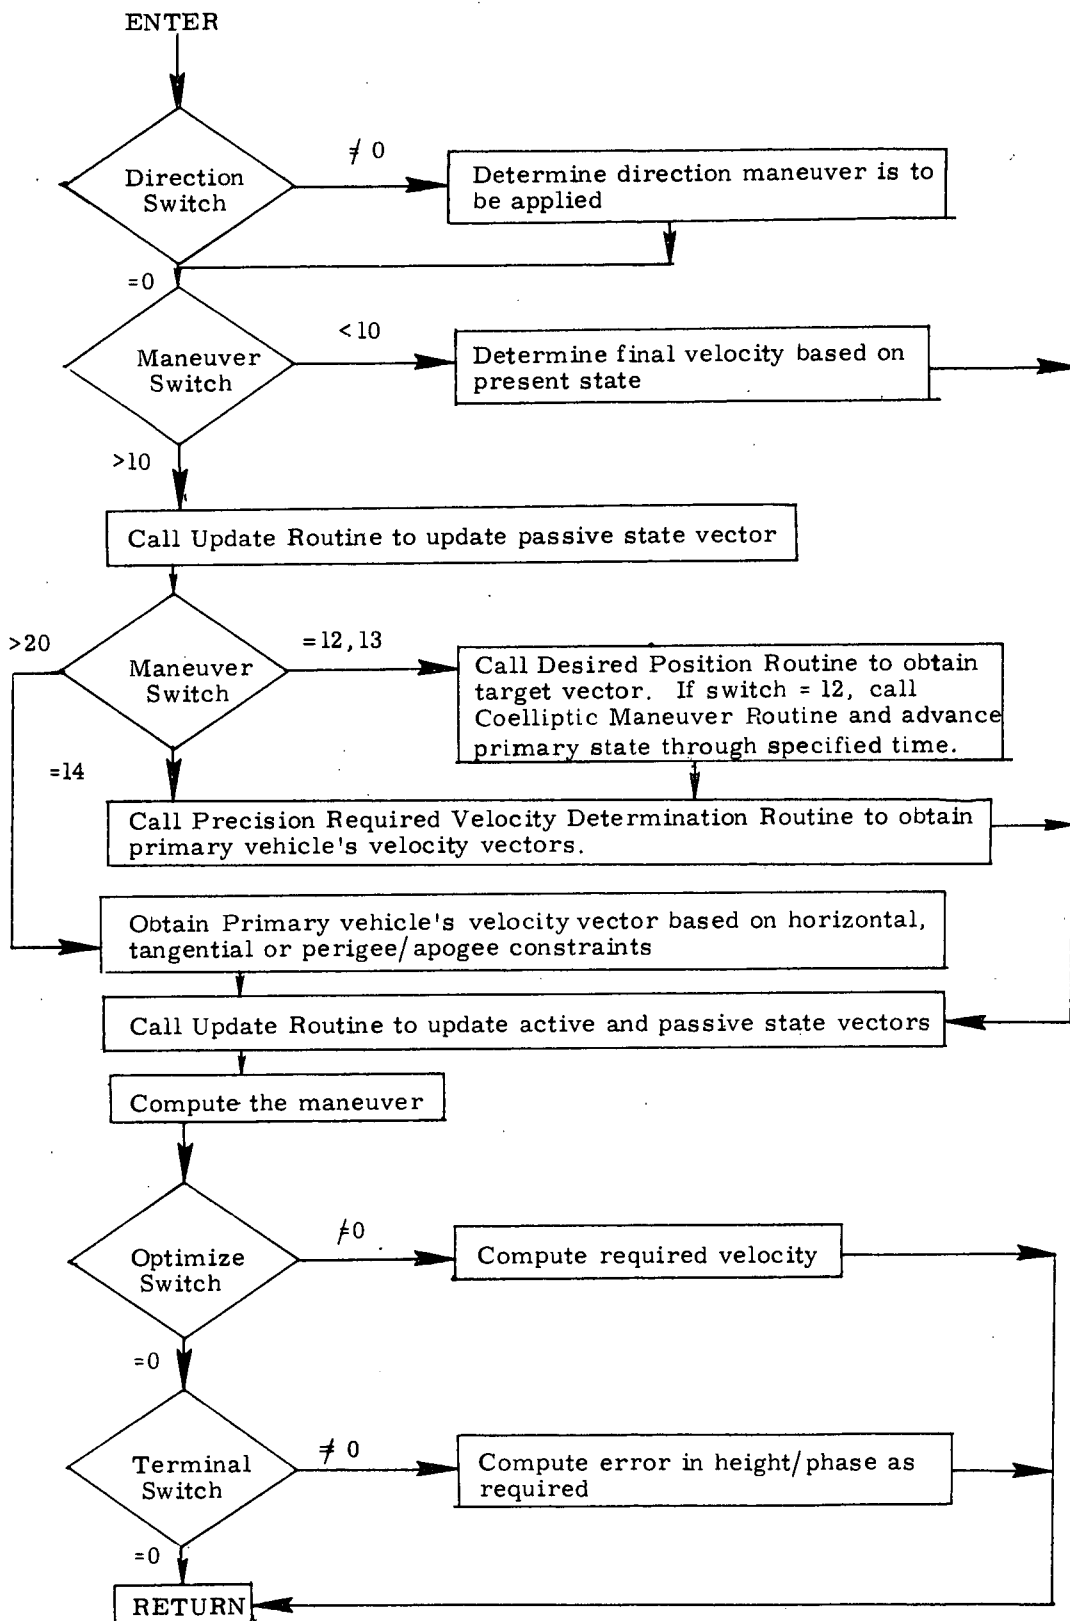 ENTER
≠ 0
Direction
Switch
Determine direction maneuver is to
be applied
=0
<10
Maneuver
Switch
Determine final velocity based on
present state
>10
Call Update Routine to update passive state vector
>20
=12, 13
Maneuver
Switch
Call Desired Position Routine to obtain
target vector. If switch = 12, call
Coelliptic Maneuver Routine and advance
primary state through specified time.
=14
Call Precision Required Velocity Determination Routine to obtain
primary vehicle's velocity vectors.
Obtain Primary vehicle's velocity vector based on horizontal,
tangential or perigee/apogee constraints
Call Update Routine to update active and passive state vectors
Compute the maneuver
≠0
Optimize
Switch
Compute required velocity
=0
≠ 0
Terminal
Switch
Compute error in height/phase as
required
=0
RETURN